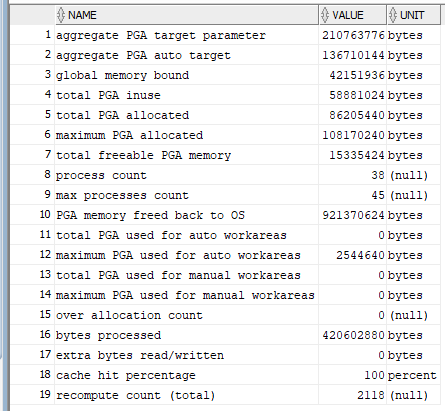 NAME VALUE UNIT
1 aggregate PGA target parameter 210763776 bytes
2 aggregate PGA auto target 136710144 bytes
3 global memory bound 42151936 bytes
4 total PGA inuse 58881024 bytes
5 total PGA allocated 86205440 bytes
6 maximum PGA allocated 108170240 bytes
7 total freeable PGA memory 15335424 bytes
8 process count 38 (null)
9 max processes count 45 (null)
10 PGA memory freed back to OS 921370624 bytes
11 total PGA used for auto workareas 0 bytes
12 maximum PGA used for auto workareas 2544640 bytes
13 total PGA used for manual workareas 0 bytes
14 maximum PGA used for manual workareas 0 bytes
15 over allocation count 0 (null)
16 bytes processed 420602880 bytes
17 extra bytes read/written 0 bytes
18 cache hit percentage 100 percent
19 recompute count (total) 2118 (null)